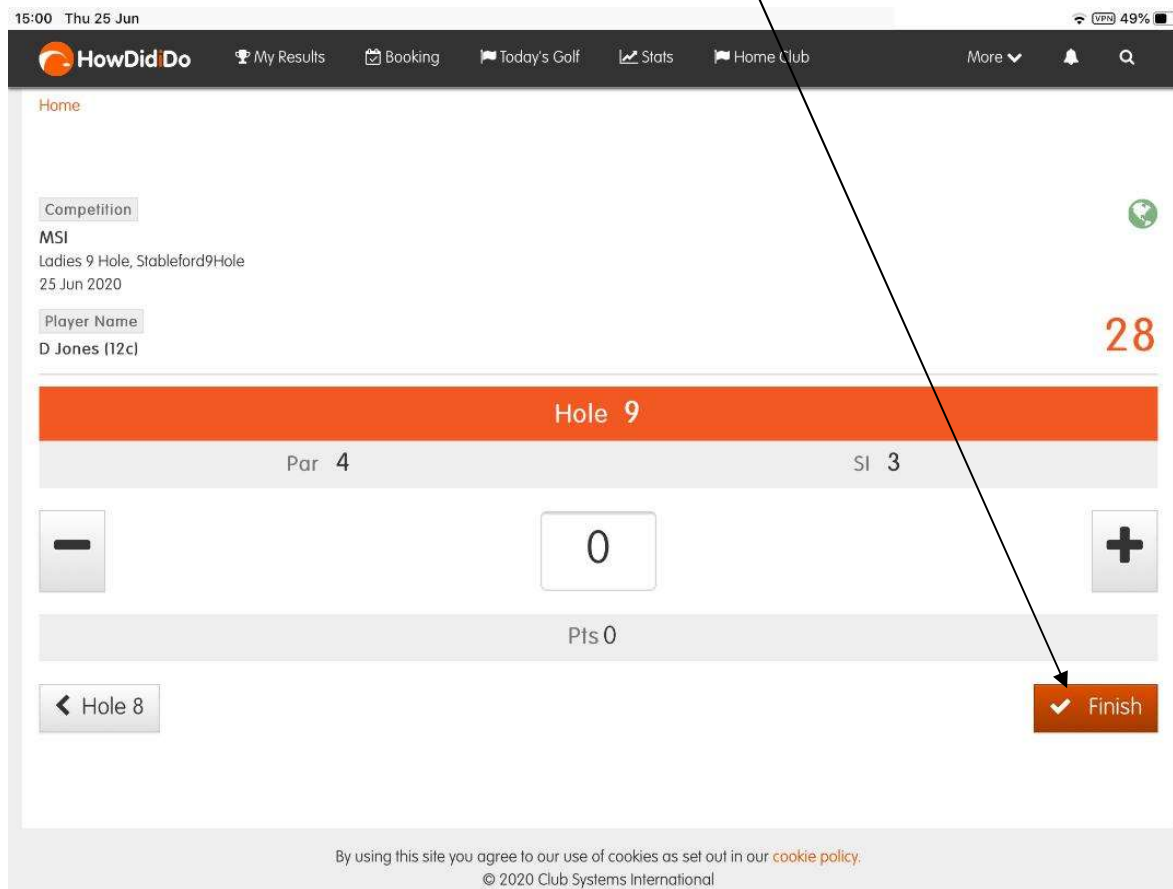 15:00 Thu 25 Jun VPN 49%
HowDidiDo My Results Booking Today's Golf Stats Home Club More
Home
Competition
MSI
Ladies 9 Hole, Stableford9Hole
25 Jun 2020
Player Name
D Jones (12c)
28
Hole 9
Par 4 SI 3
0
Pts 0
Hole 8
Finish
By using this site you agree to our use of cookies as set out in our cookie policy.
© 2020 Club Systems International